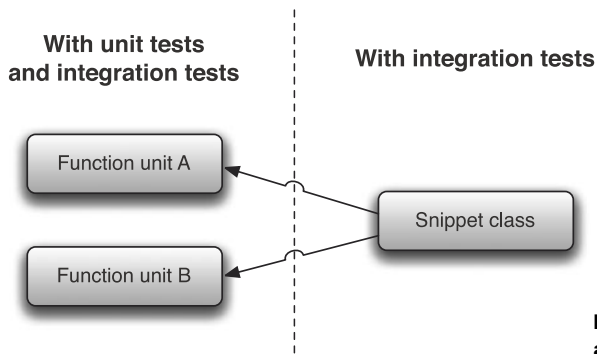 With unit tests
and integration tests
With integration tests
Function unit A
Snippet class
Function unit B